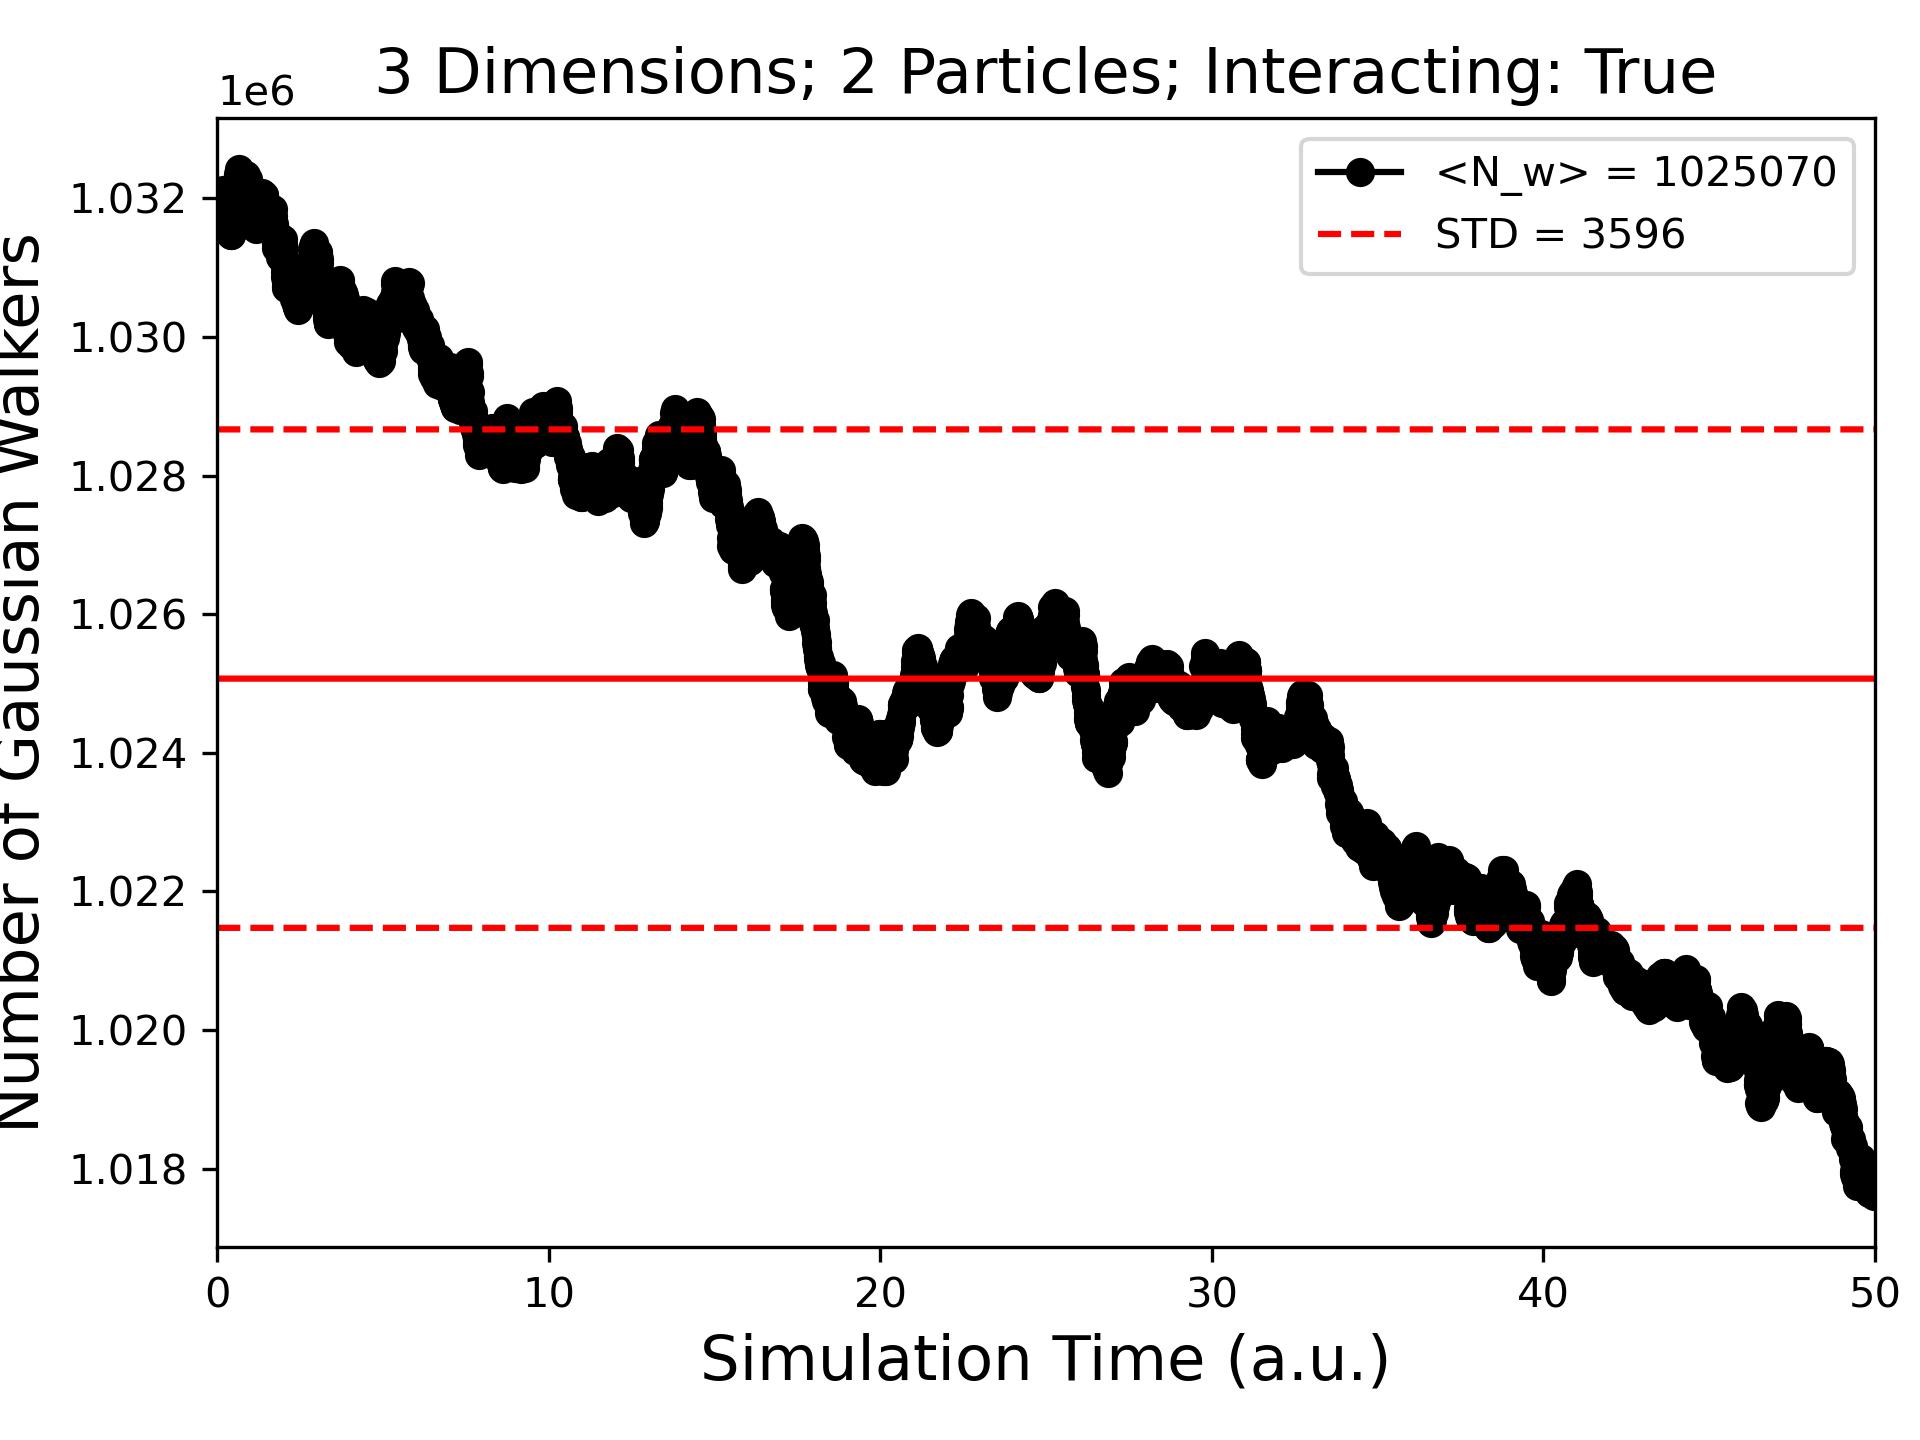 3 Dimensions; 2 Particles; Interacting: True
1e6
<N_w> = 1025070
STD = 3596
1.032
1.030
1.028
1.026
1.024
1.022
1.020
1.018
Number of Gaussian Walkers
0 10 20 30 40 50
Simulation Time (a.u.)